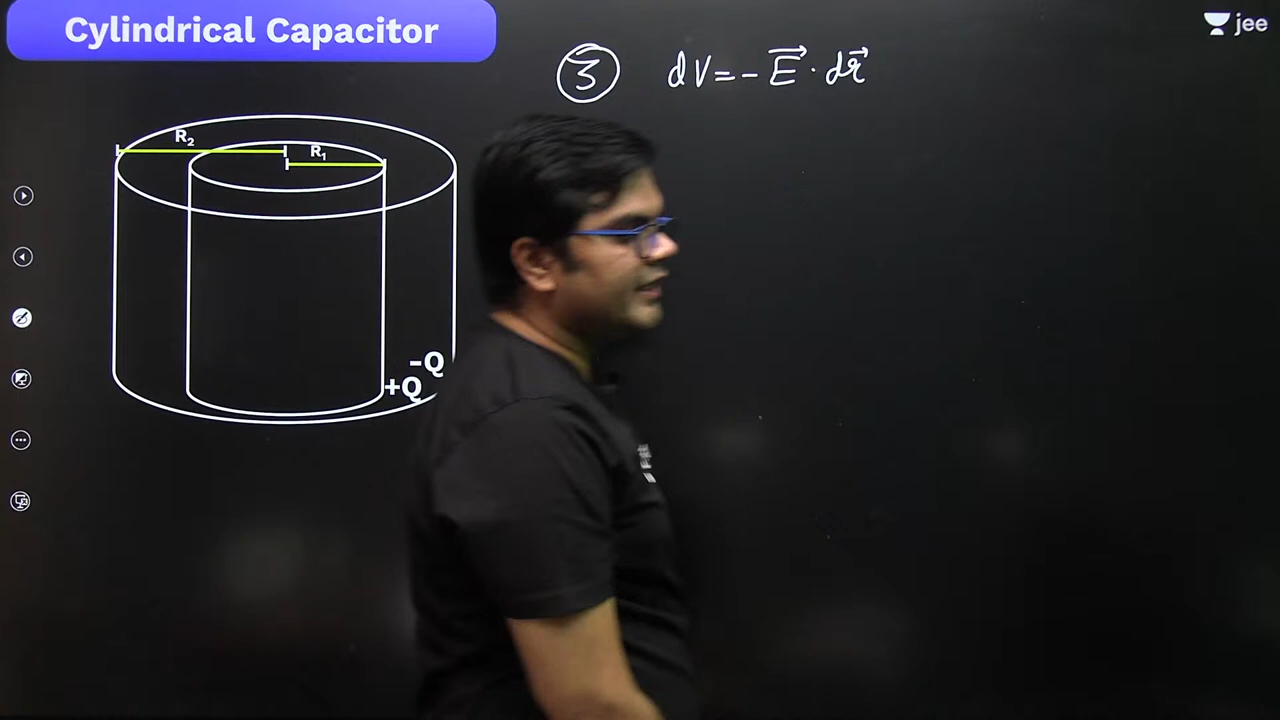 Cylindrical Capacitor
jee
③ dV = - E⃗ · dr⃗
R₂
R₁
-Q
+Q